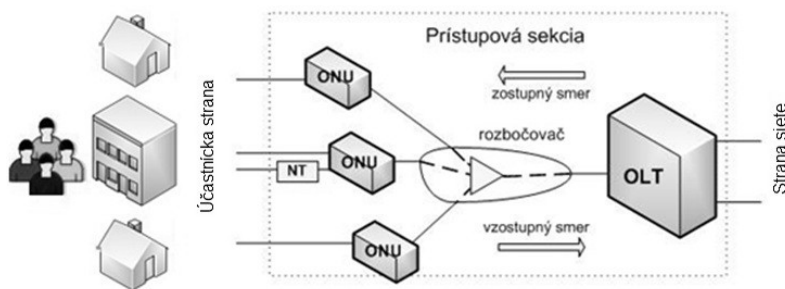 Účastnícka strana
Prístupová sekcia
ONU
zostupný smer
rozbočovač
NT
ONU
OLT
Strana siete
vzostupný smer
ONU